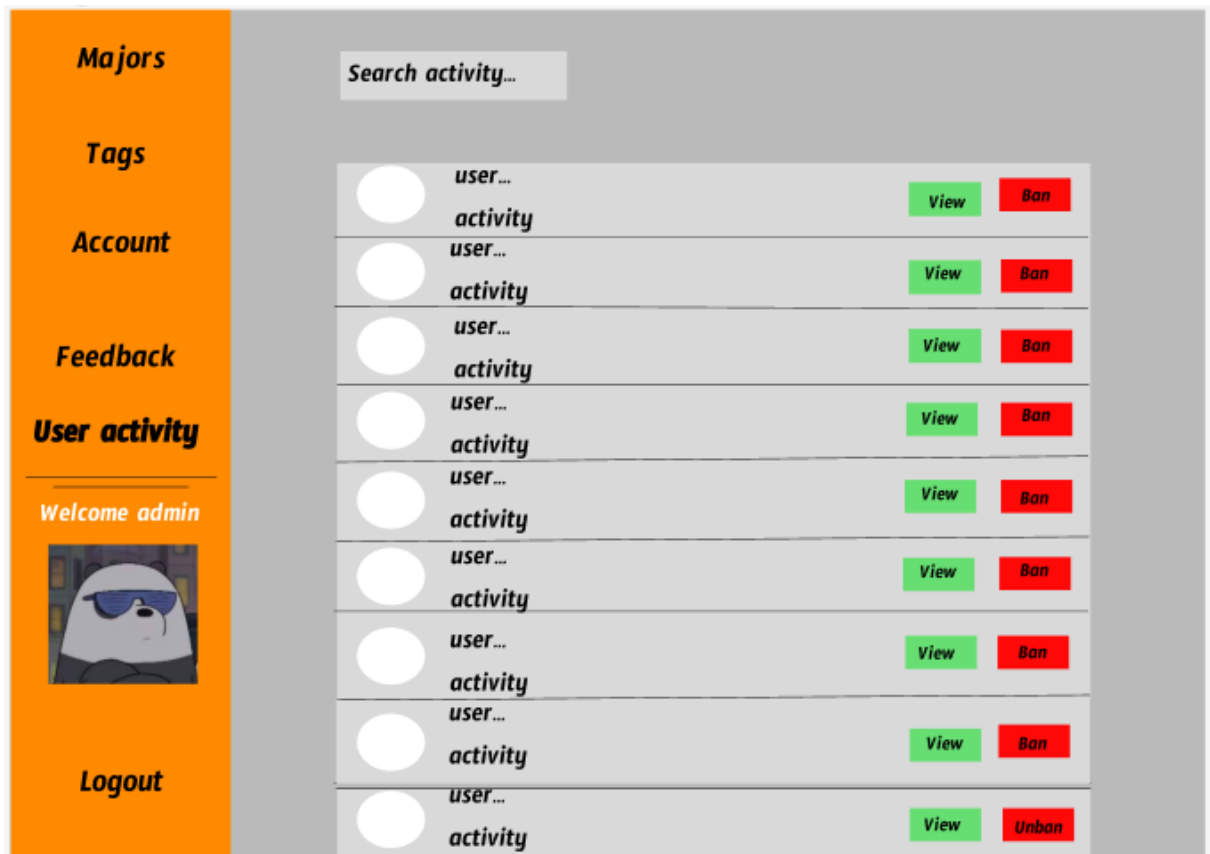 Majors
Tags
Account
Feedback
User activity
Welcome admin
Logout
Search activity...
user...
activity
View
Ban
user...
activity
View
Ban
user...
activity
View
Ban
user...
activity
View
Ban
user...
activity
View
Ban
user...
activity
View
Ban
user...
activity
View
Ban
user...
activity
View
Ban
user...
activity
View
Unban